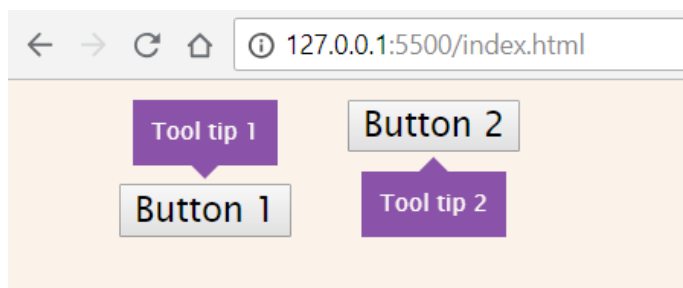 127.0.0.1:5500/index.html
Tool tip 1
Button 2
Button 1
Tool tip 2